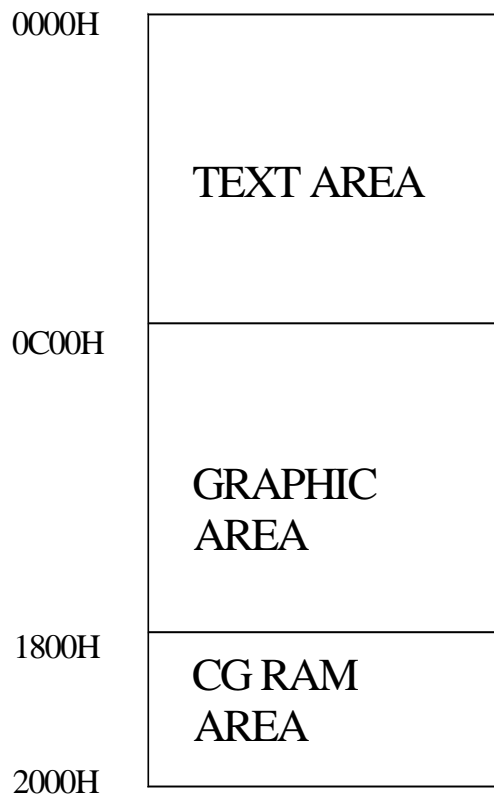 0000H
TEXT AREA
0C00H
GRAPHIC
AREA
1800H
CG RAM
AREA
2000H